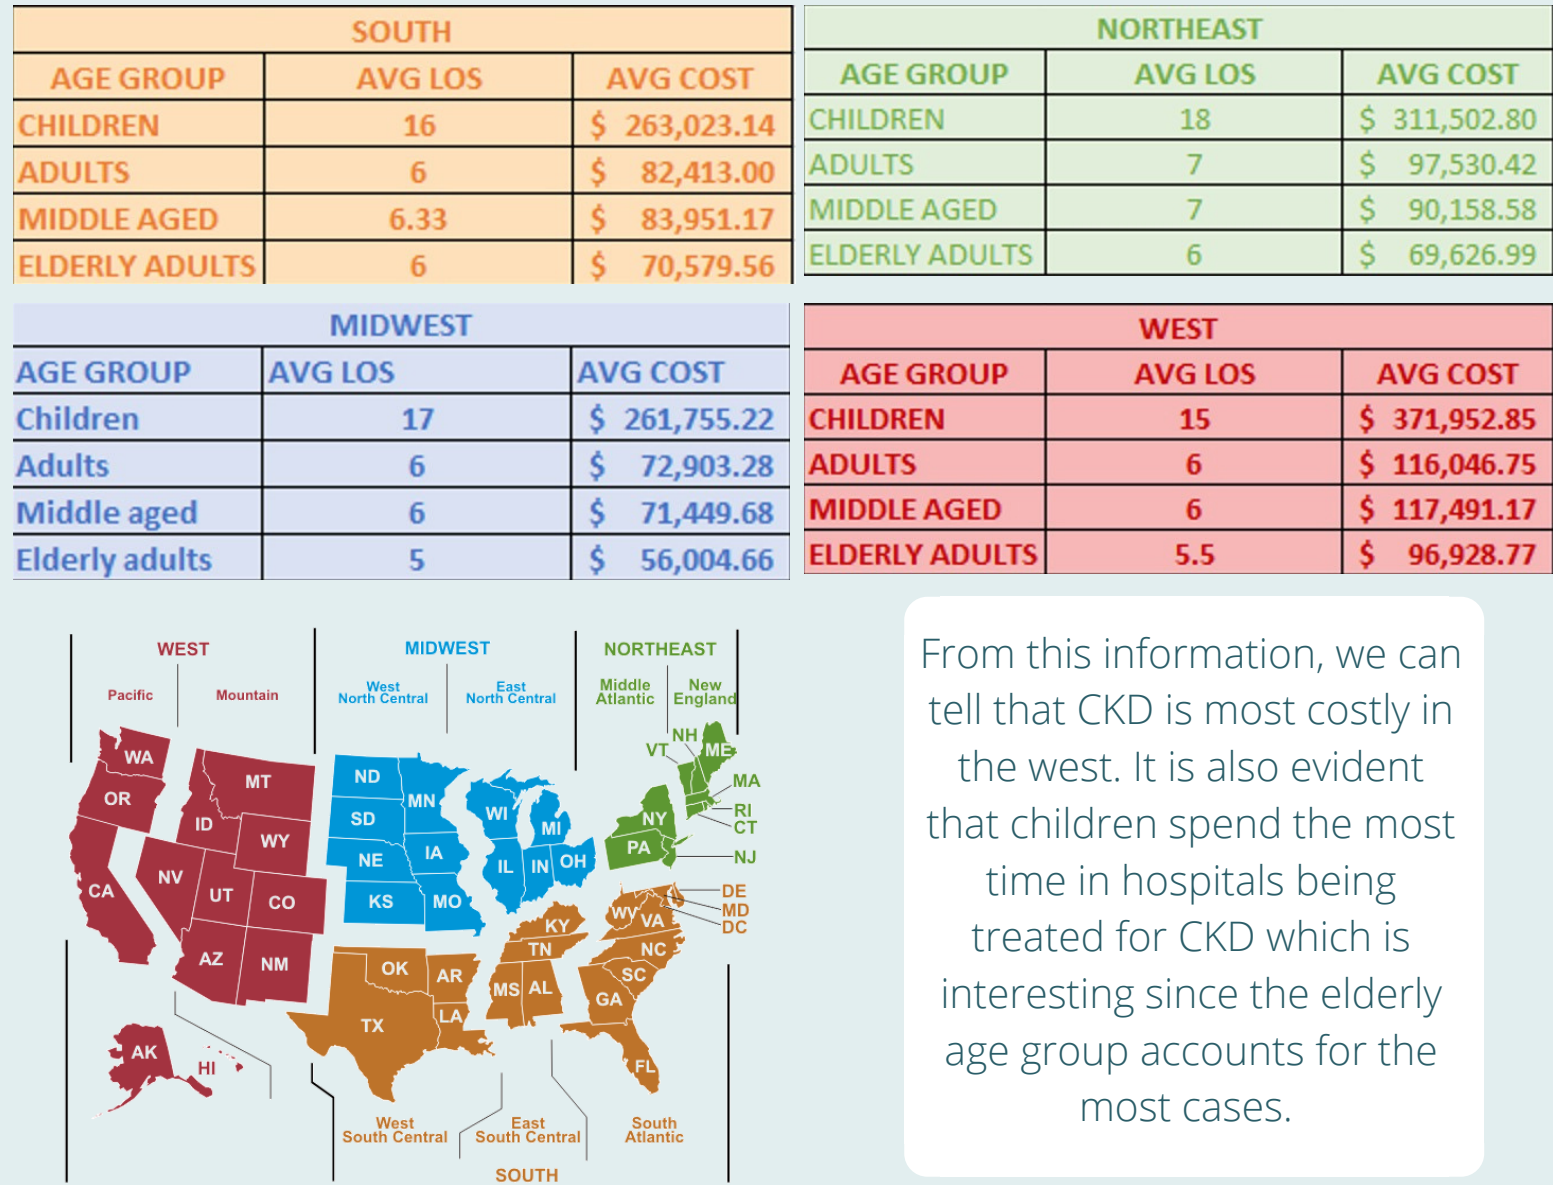 SOUTH
AGE GROUP AVG LOS AVG COST
CHILDREN 16 $ 263,023.14
ADULTS 6 $ 82,413.00
MIDDLE AGED 6.33 $ 83,951.17
ELDERLY ADULTS 6 $ 70,579.56
NORTHEAST
AGE GROUP AVG LOS AVG COST
CHILDREN 18 $ 311,502.80
ADULTS 7 $ 97,530.42
MIDDLE AGED 7 $ 90,158.58
ELDERLY ADULTS 6 $ 69,626.99
MIDWEST
AGE GROUP AVG LOS AVG COST
Children 17 $ 261,755.22
Adults 6 $ 72,903.28
Middle aged 6 $ 71,449.68
Elderly adults 5 $ 56,004.66
WEST
AGE GROUP AVG LOS AVG COST
CHILDREN 15 $ 371,952.85
ADULTS 6 $ 116,046.75
MIDDLE AGED 6 $ 117,491.17
ELDERLY ADULTS 5.5 $ 96,928.77
WEST
Pacific
Mountain
WA
OR
CA
MT
ID
WY
NV
UT
CO
AZ
NM
AK
HI
MIDWEST
West
North Central
East
North Central
ND
SD
NE
KS
MN
IA
MO
WI
MI
IL
IN
OH
NORTHEAST
Middle
Atlantic
New
England
NH
VT
ME
MA
RI
CT
NY
PA
NJ
DE
MD
DC
WV
VA
KY
TN
NC
SC
OK
AR
MS
AL
GA
TX
LA
FL
West
South Central
East
South Central
South
Atlantic
SOUTH
From this information, we can
tell that CKD is most costly in
the west. It is also evident
that children spend the most
time in hospitals being
treated for CKD which is
interesting since the elderly
age group accounts for the
most cases.